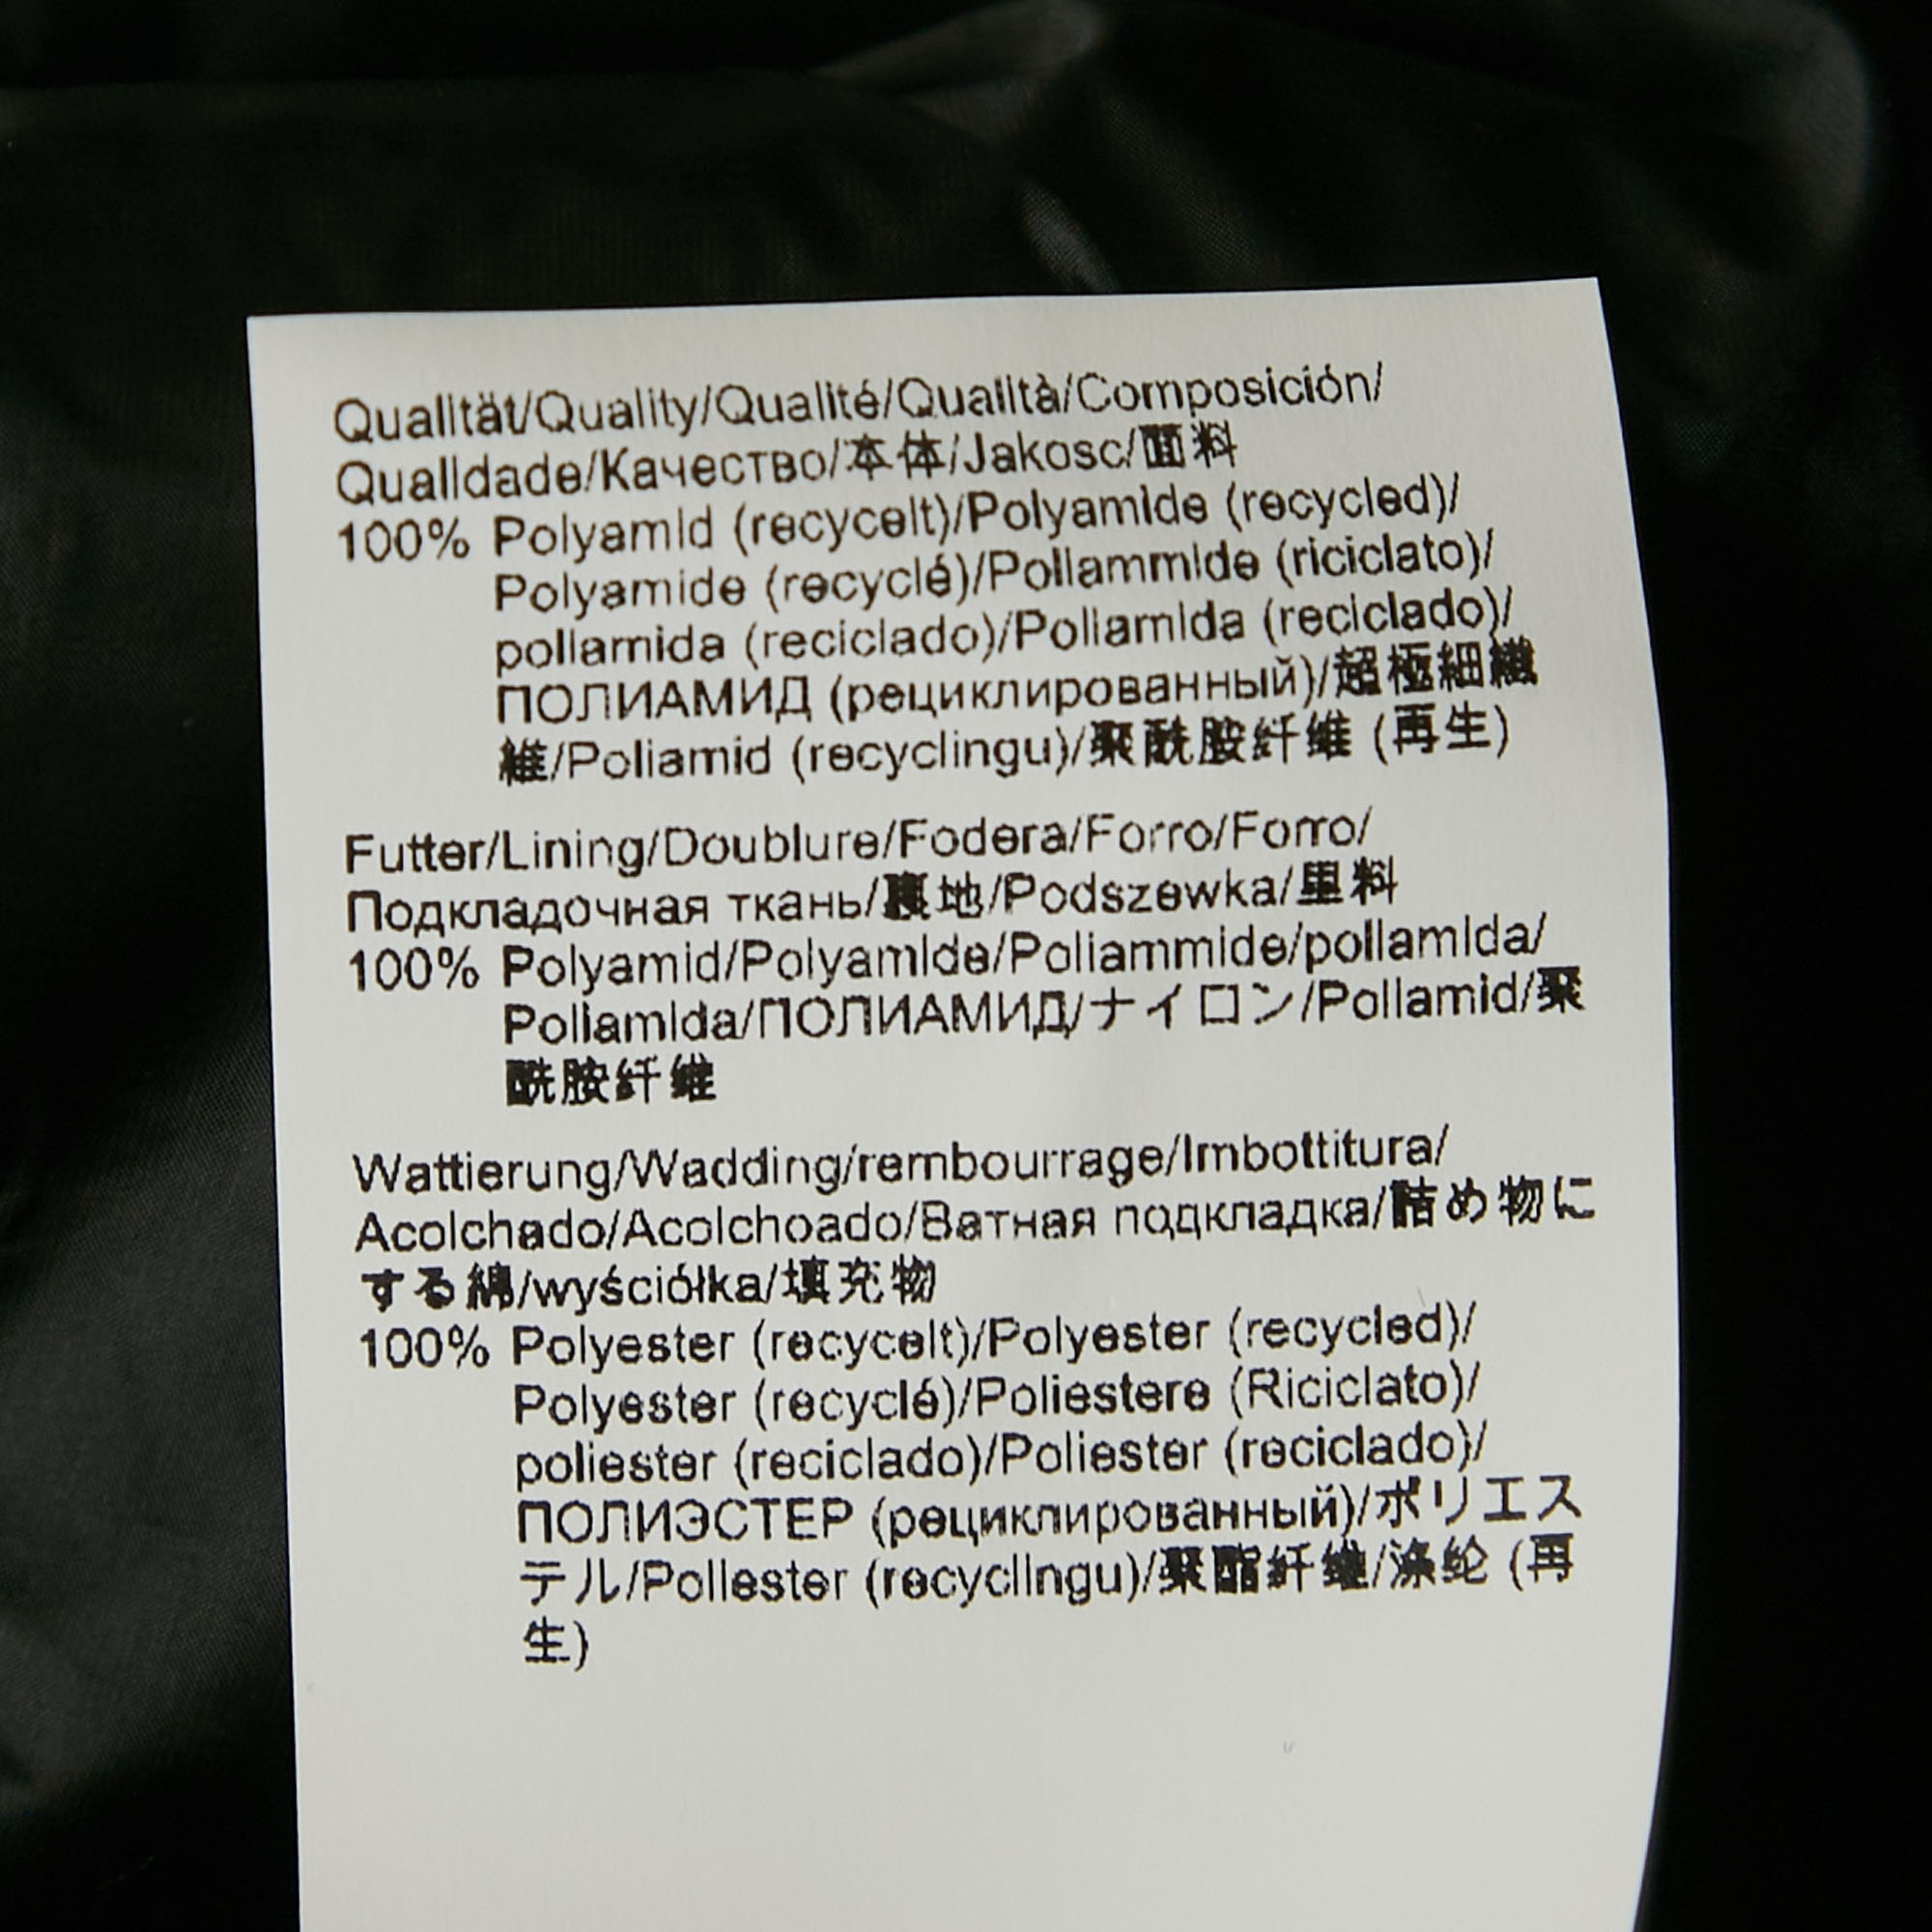 Qualität/Quality/Qualité/Qualità/Composición/
Qualidade/Качество/本体/Jakosc/面料
100% Polyamid (recycelt)/Polyamide (recycled)/
Polyamide (recyclé)/Poliammide (riciclato)/
poliamida (reciclado)/Poliamida (reciclado)/
ПОЛИАМИД (рециклированный)/超極細繊
維/Poliamid (recyclingu)/聚酰胺纤维 (再生)
Futter/Lining/Doublure/Fodera/Forro/Forro/
Подкладочная ткань/裏地/Podszewka/里料
100% Polyamid/Polyamide/Poliammide/poliamida/
Poliamida/ПОЛИАМИД/ナイロン/Poliamid/聚
酰胺纤维
Wattierung/Wadding/rembourrage/Imbottitura/
Acolchado/Acolchoado/Ватная подкладка/詰め物に
する綿/wyściółka/填充物
100% Polyester (recycelt)/Polyester (recycled)/
Polyester (recyclé)/Poliestere (Riciclato)/
poliester (reciclado)/Poliester (reciclado)/
ПОЛИЭСТЕР (рециклированный)/ポリエス
テル/Poliester (recyclingu)/聚酯纤维/涤纶 (再
生)